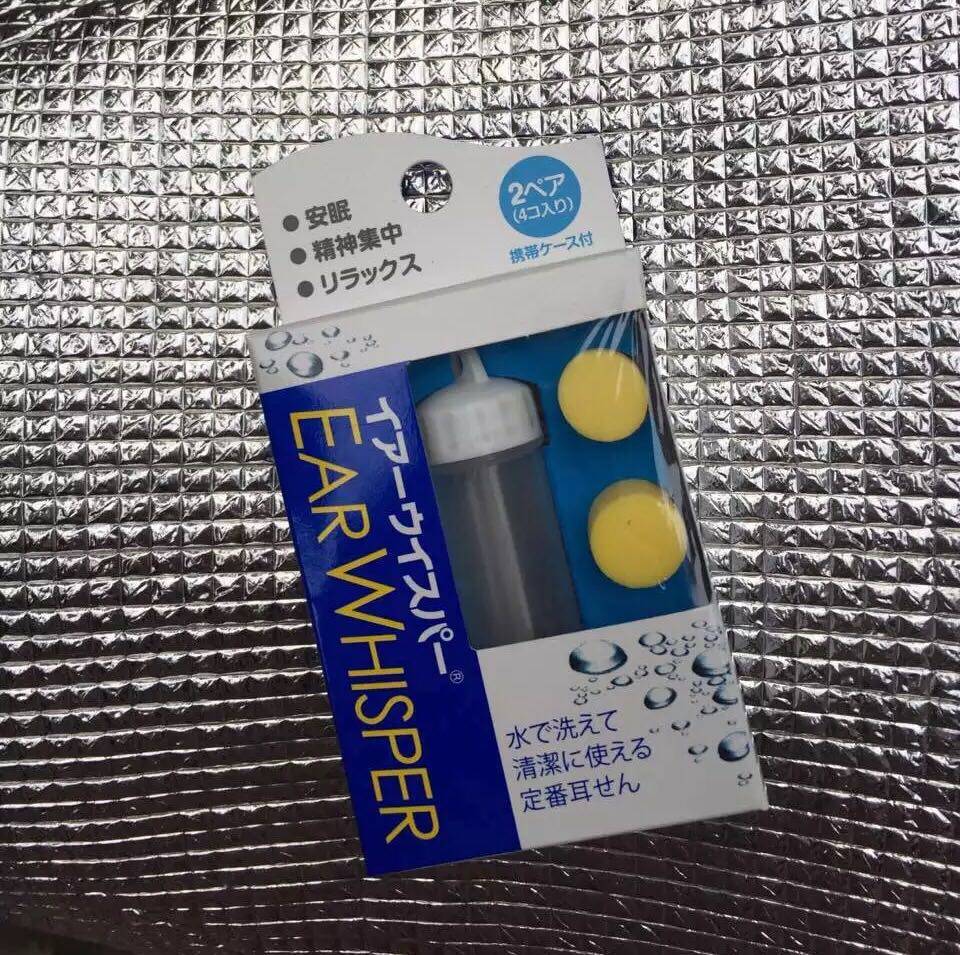 ●安眠
●精神集中
●リラックス
2ペア
(4コ入り)
携帯ケース付
イアーウイスパー®
EARWHISPER
水で洗えて
清潔に使える
定番耳せん